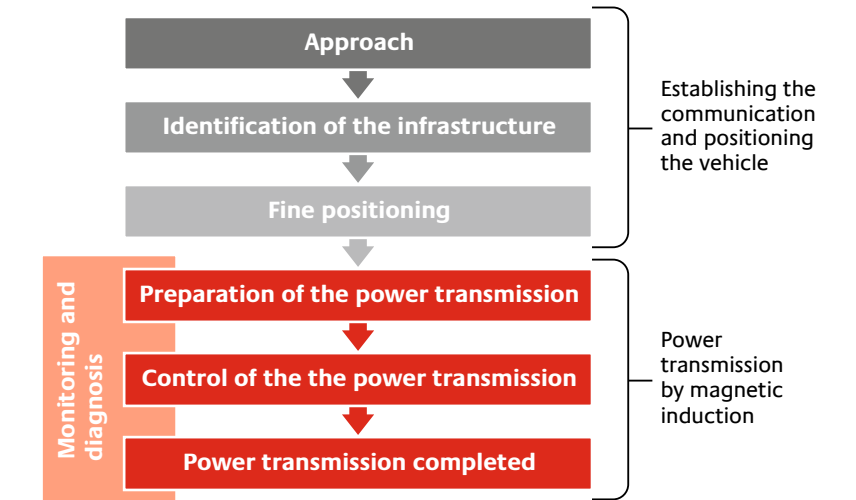 Approach
Identification of the infrastructure
Fine positioning
Establishing the
communication
and positioning
the vehicle
Monitoring and
diagnosis
Preparation of the power transmission
Control of the the power transmission
Power transmission completed
Power
transmission
by magnetic
induction